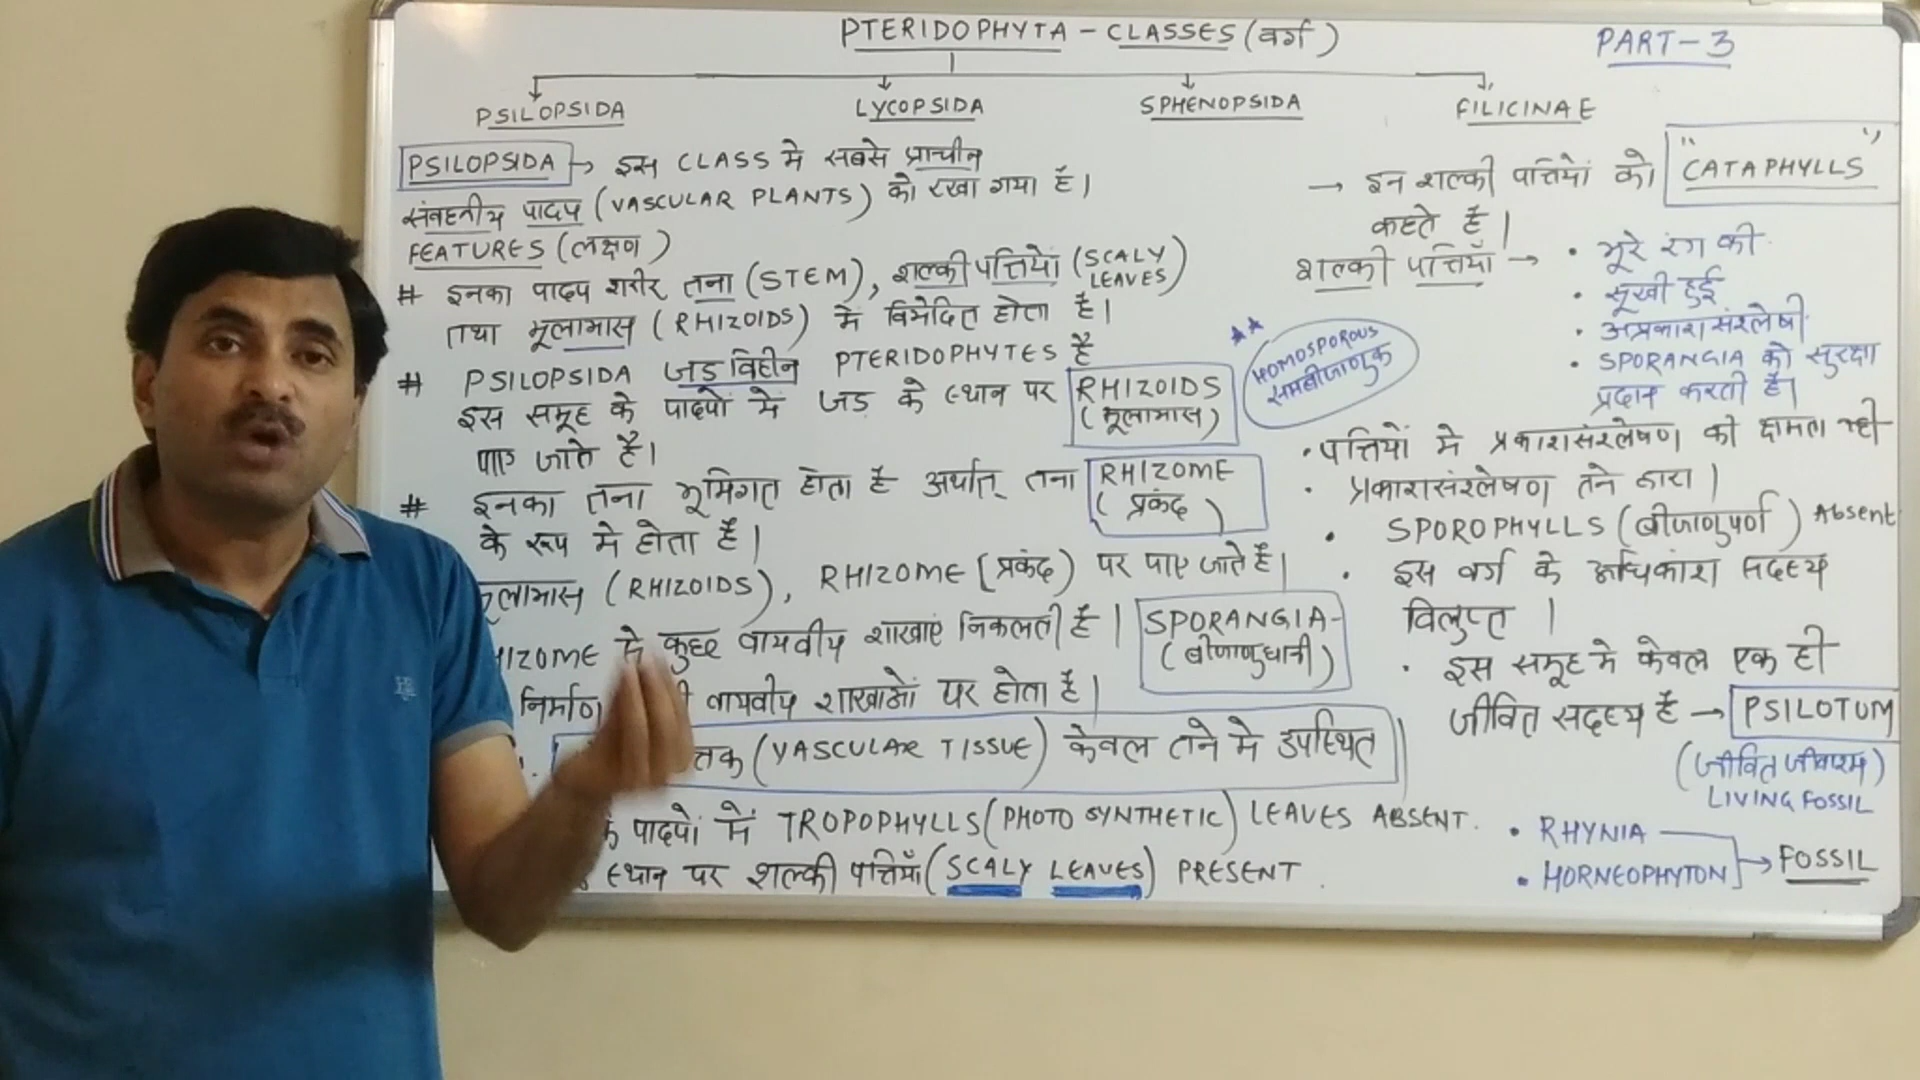 PTERIDOPHYTA - CLASSES (वर्ग)
PART-3
PSILOPSIDA
LYCOPSIDA
SPHENOPSIDA
FILICINAE
PSILOPSIDA → इस CLASS मे सबसे प्राचीन
संवहनीय पादप (VASCULAR PLANTS) को रखा गया है।
FEATURES (लक्षण)
# इनका पादप शरीर तना (STEM), शल्की पत्तियों (SCALY LEAVES)
तथा मूलाभास (RHIZOIDS) में विभेदित होता है।
# PSILOPSIDA जड़ विहीन PTERIDOPHYTES है
इस समूह के पादपों मे जड़ के स्थान पर RHIZOIDS
(मूलाभास)
पाए जाते है।
# इनका तना भूमिगत होता है अर्थात् तना RHIZOME
(प्रकंद)
के रूप मे होता है।
मूलाभास (RHIZOIDS), RHIZOME [प्रकंद) पर पाए जाते है।
HIZOME से कुछ वायवीय शाखाएं निकलती है।
SPORANGIA-
(बीजाणुधानी)
निर्माण वायवीय शाखाओं पर होता है।
तक (VASCULAR TISSUE) केवल तने मे उपस्थित
के पादपों में TROPOPHYLLS (PHOTO SYNTHETIC) LEAVES ABSENT.
स्थान पर शल्की पत्तियाँ (SCALY LEAVES) PRESENT.
→ इन शल्की पत्तियों को "CATAPHYLLS"
कहते है।
शल्की पत्तियाँ → • भूरे रंग की
• सूखी हुई
• अप्रकाशसंश्लेषी
• SPORANGIA को सुरक्षा
प्रदान करती है।
HOMOSPOROUS
समबीजाणुक
• पत्तियों मे प्रकाशसंश्लेषण की क्षमता नही
• प्रकाशसंश्लेषण तने द्वारा।
• SPOROPHYLLS (बीजाणुपर्ण) Absent
• इस वर्ग के अधिकांश सदस्य
विलुप्त।
• इस समूह मे केवल एक ही
जीवित सदस्य है → PSILOTUM
(जीवित जीवाश्म)
LIVING FOSSIL
• RHYNIA
• HORNEOPHYTON → FOSSIL